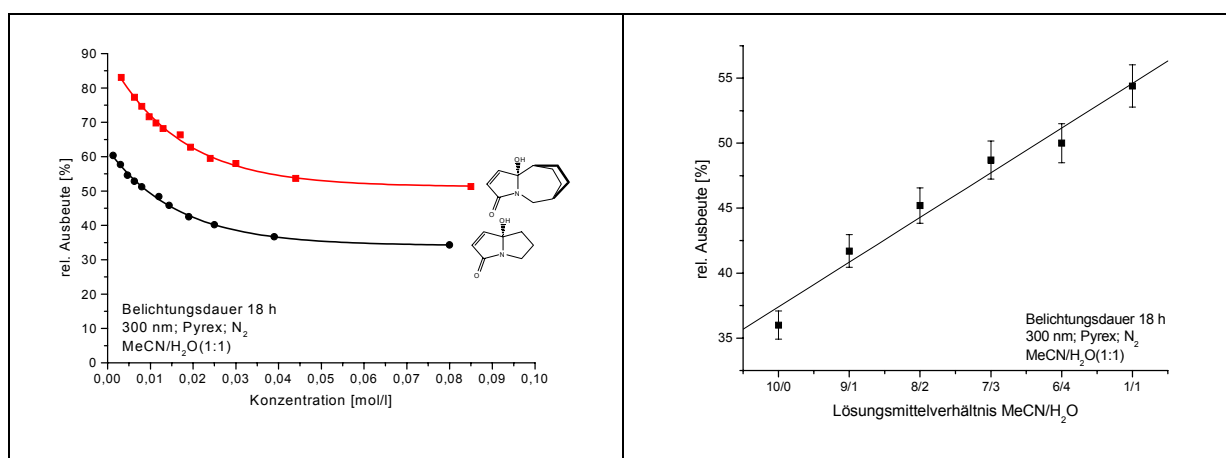 rel. Ausbeute [%]
90
80
70
60
50
40
30
20
10
0
0,00 0,01 0,02 0,03 0,04 0,05 0,06 0,07 0,08 0,09 0,10
Konzentration [mol/l]
Belichtungsdauer 18 h
300 nm; Pyrex; N₂
MeCN/H₂O(1:1)
OH
N
O
OH
N
O
rel. Ausbeute [%]
55
50
45
40
35
10/0 9/1 8/2 7/3 6/4 1/1
Lösungsmittelverhältnis MeCN/H₂O
Belichtungsdauer 18 h
300 nm; Pyrex; N₂
MeCN/H₂O(1:1)